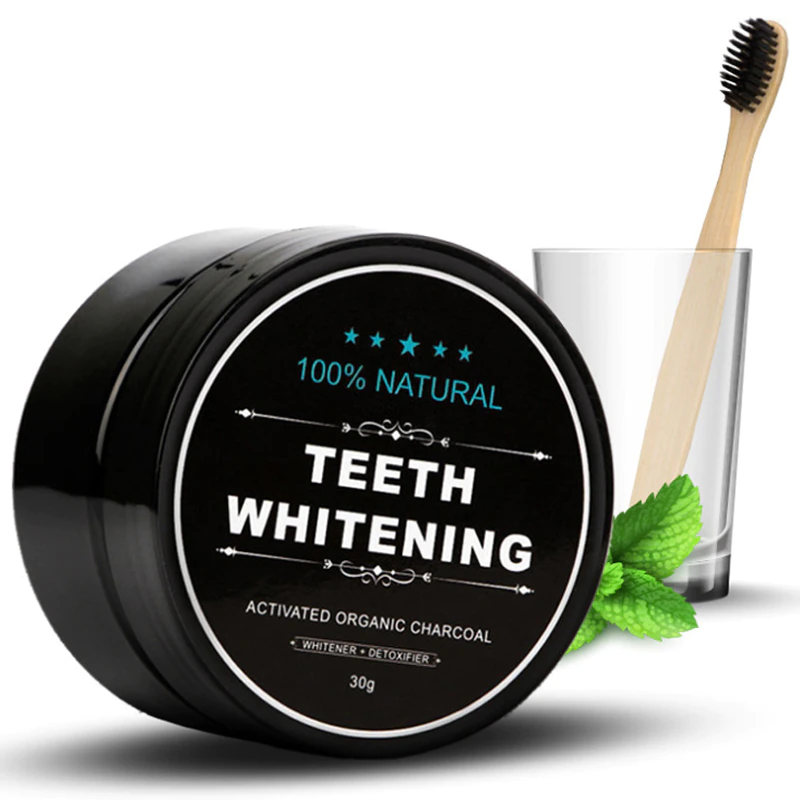 100% NATURAL
TEETH
WHITENING
ACTIVATED ORGANIC CHARCOAL
WHITENER + DETOXIFIER
30g